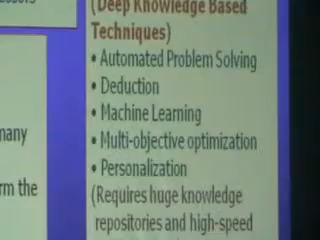 (Deep Knowledge Based
Techniques)
• Automated Problem Solving
• Deduction
• Machine Learning
• Multi-objective optimization
• Personalization
(Requires huge knowledge
repositories and high-speed
many
rm the